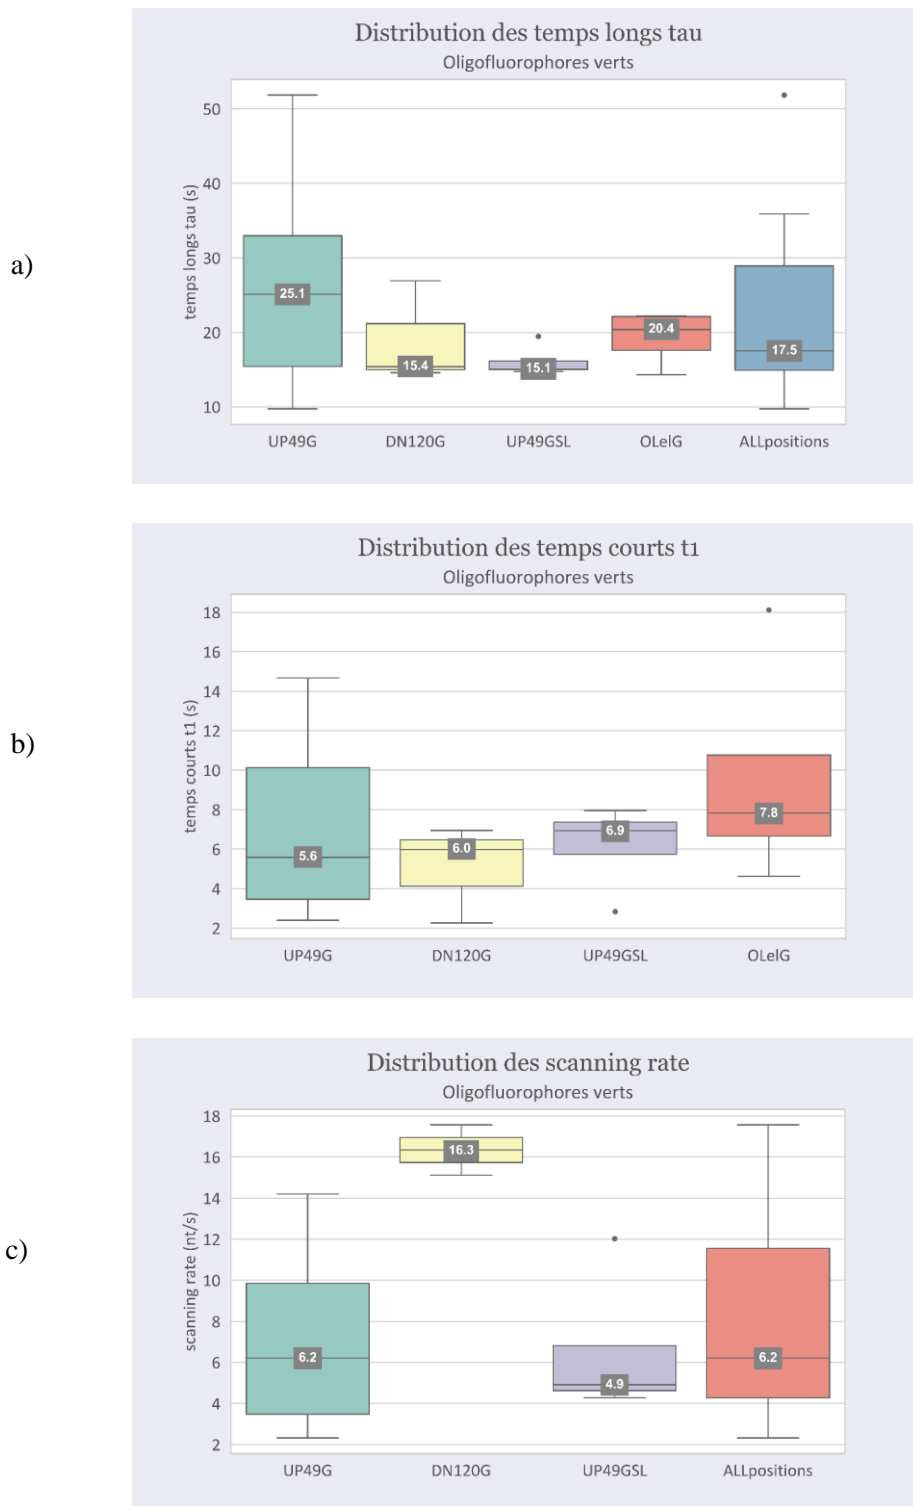 a)
Distribution des temps longs tau
Oligofluorophores verts
temps longs tau (s)
50
40
30
20
10
25.1
15.4
15.1
20.4
17.5
UP49G DN120G UP49GSL OLelG ALLpositions
b)
Distribution des temps courts t1
Oligofluorophores verts
temps courts t1 (s)
18
16
14
12
10
8
6
4
2
5.6
6.0
6.9
7.8
UP49G DN120G UP49GSL OLelG
c)
Distribution des scanning rate
Oligofluorophores verts
scanning rate (nt/s)
18
16
14
12
10
8
6
4
2
6.2
16.3
4.9
6.2
UP49G DN120G UP49GSL ALLpositions